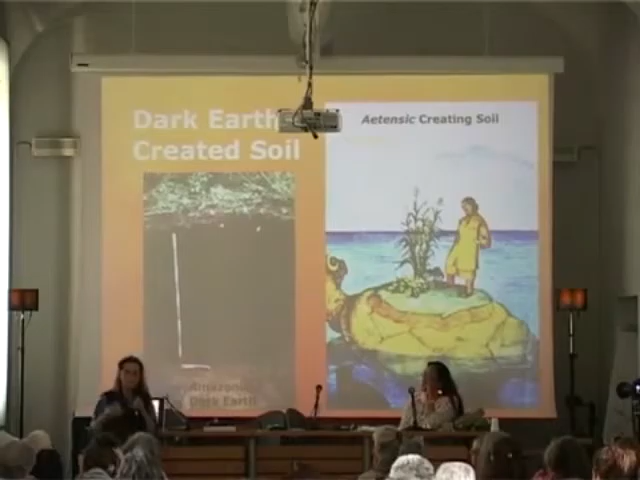 Dark Earth
Created Soil
Aetensic Creating Soil
Amazonian
Dark Earth